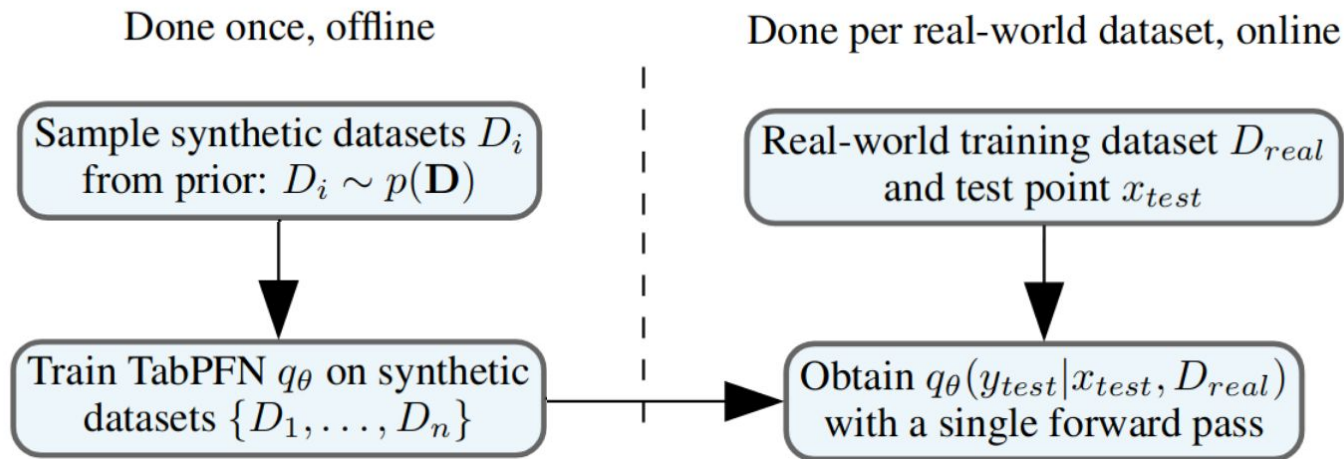 Done once, offline
Sample synthetic datasets D_i
from prior: D_i ∼ p(D)
Train TabPFN q_θ on synthetic
datasets {D_1, . . . , D_n}
Done per real-world dataset, online
Real-world training dataset D_real
and test point x_test
Obtain q_θ(y_test|x_test, D_real)
with a single forward pass